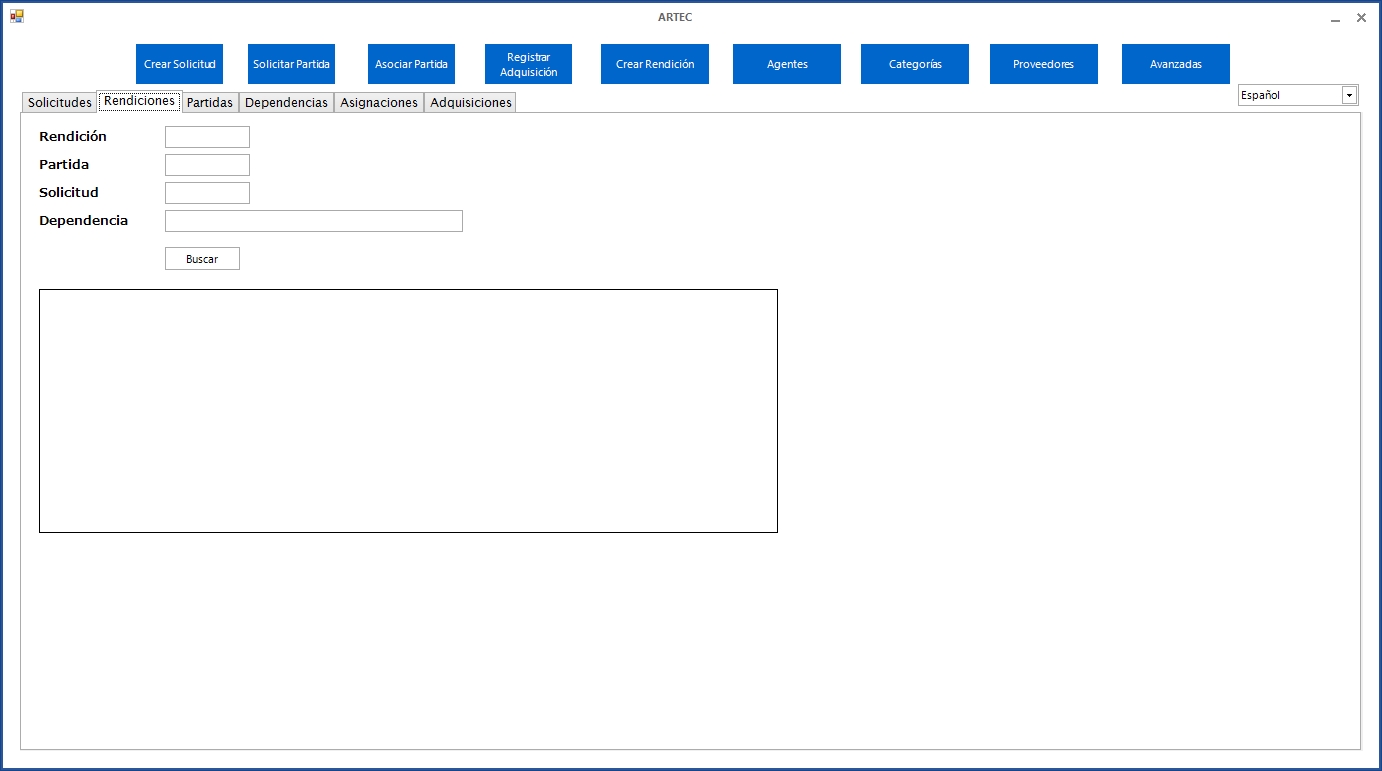 ARTEC
Crear Solicitud
Solicitar Partida
Asociar Partida
Registrar
Adquisición
Crear Rendición
Agentes
Categorías
Proveedores
Avanzadas
Español
Solicitudes
Rendiciones
Partidas
Dependencias
Asignaciones
Adquisiciones
Rendición
Partida
Solicitud
Dependencia
Buscar